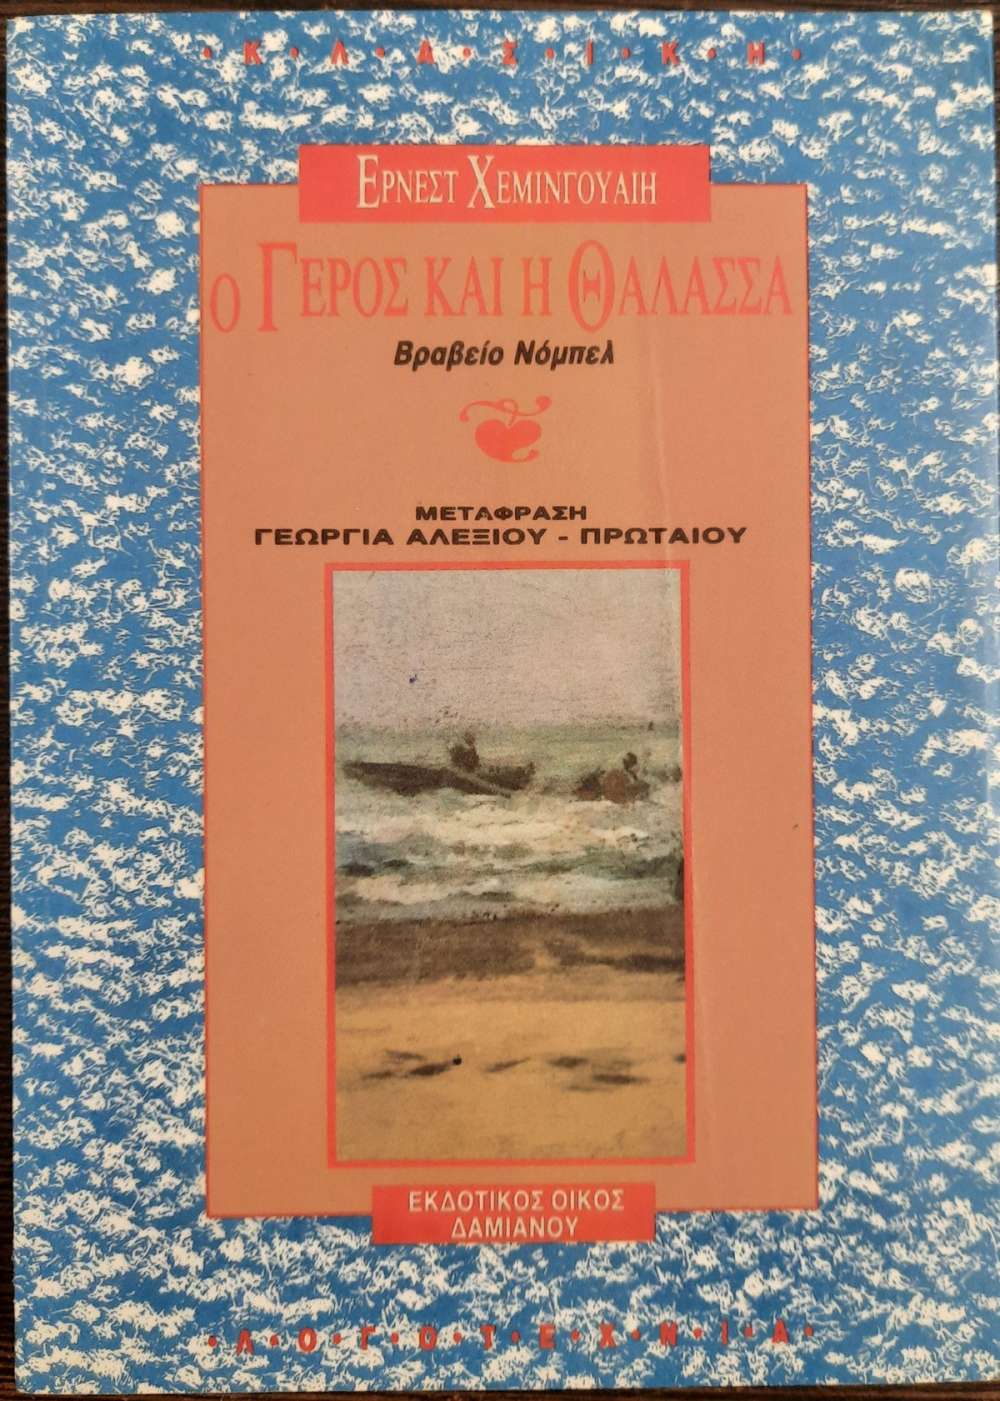 ·Κ·Λ·Α·Σ·Ι·Κ·Η·
ΕΡΝΕΣΤ ΧΕΜΙΝΓΟΥΑΙΗ
Ο ΓΕΡΟΣ ΚΑΙ Η ΘΑΛΑΣΣΑ
Βραβείο Νόμπελ
ΜΕΤΑΦΡΑΣΗ
ΓΕΩΡΓΙΑ ΑΛΕΞΙΟΥ - ΠΡΩΤΑΙΟΥ
ΕΚΔΟΤΙΚΟΣ ΟΙΚΟΣ
ΔΑΜΙΑΝΟΥ
·Λ·Ο·Γ·Ο·Τ·Ε·Χ·Ν·Ι·Α·